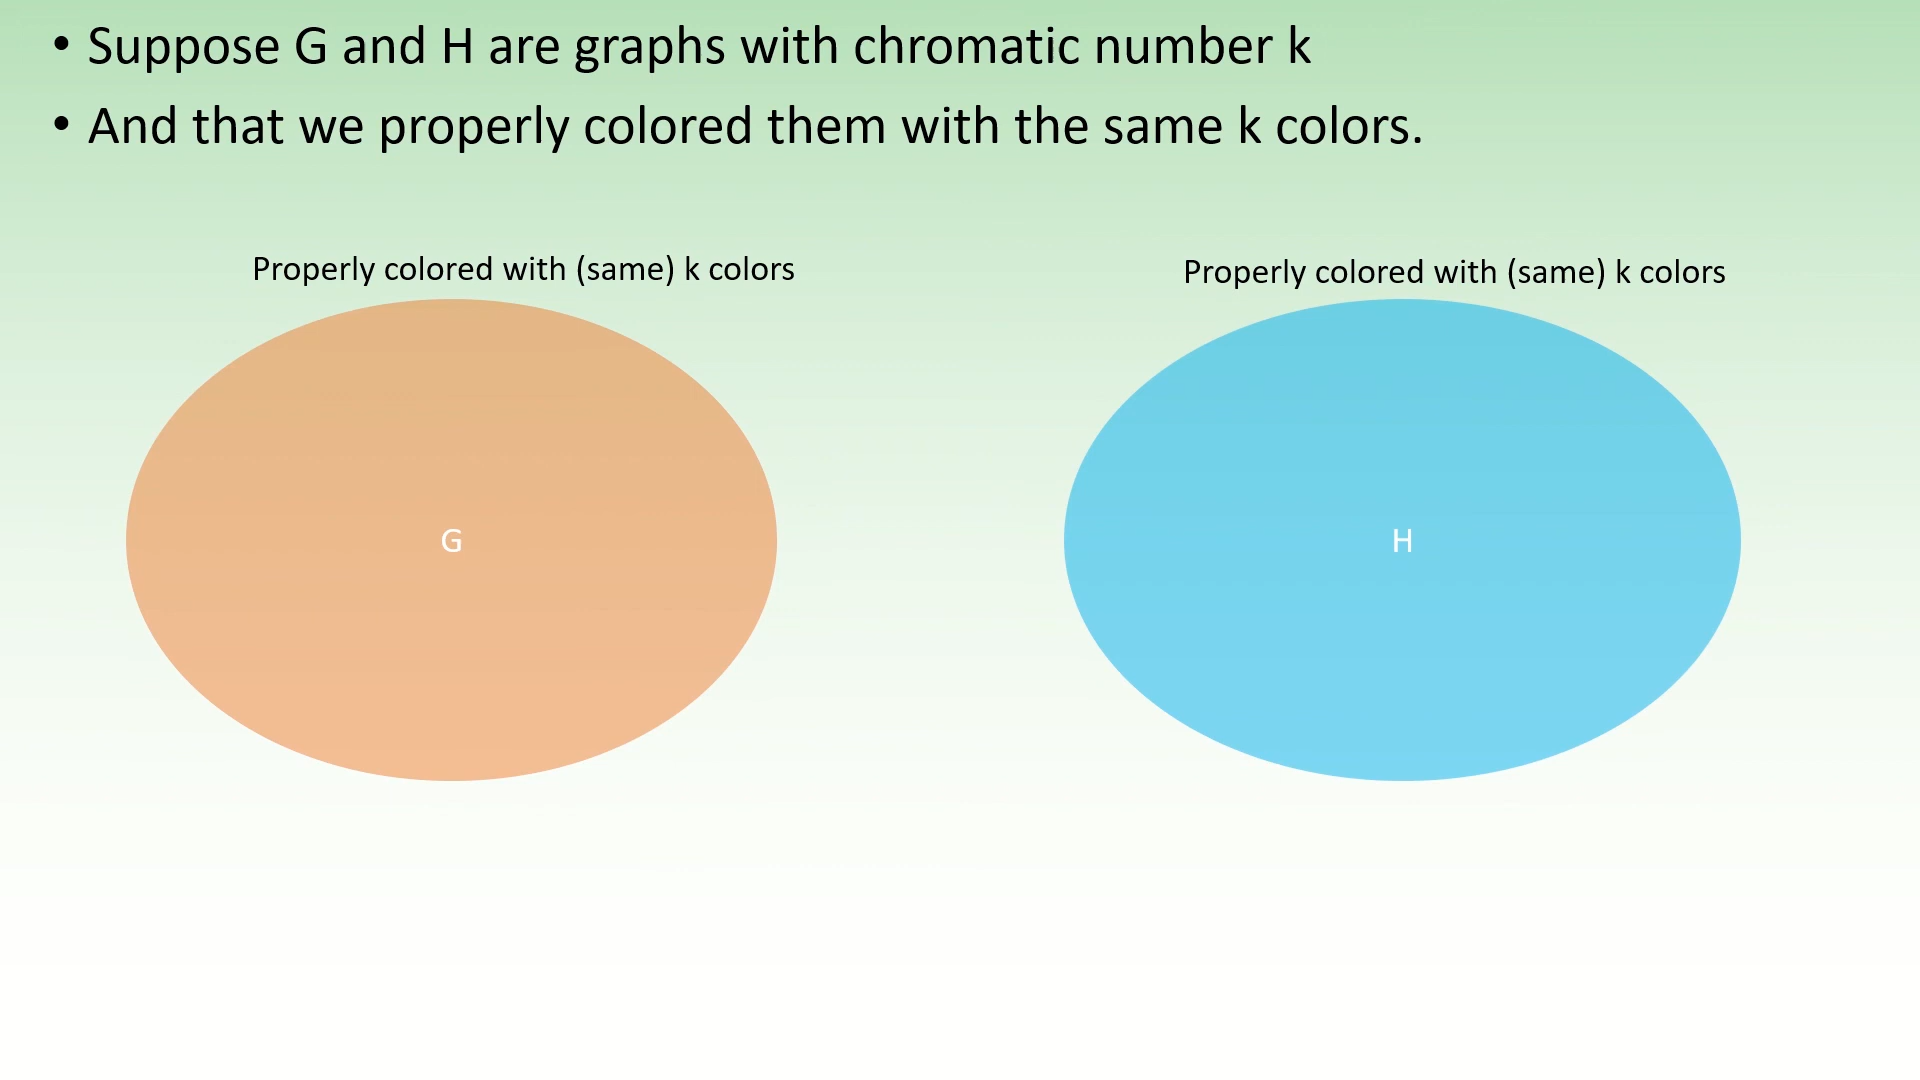 • Suppose G and H are graphs with chromatic number k
• And that we properly colored them with the same k colors.
Properly colored with (same) k colors
Properly colored with (same) k colors
G
H